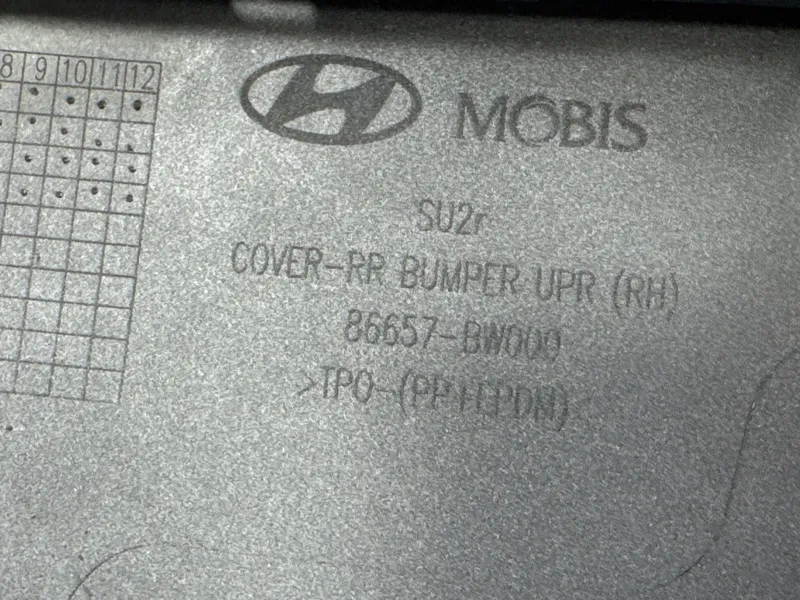 8 9 10 11 12
MOBIS
SU2r
COVER-RR BUMPER UPR (RH)
86657-BW000
>TPO-(PP+EPDM)